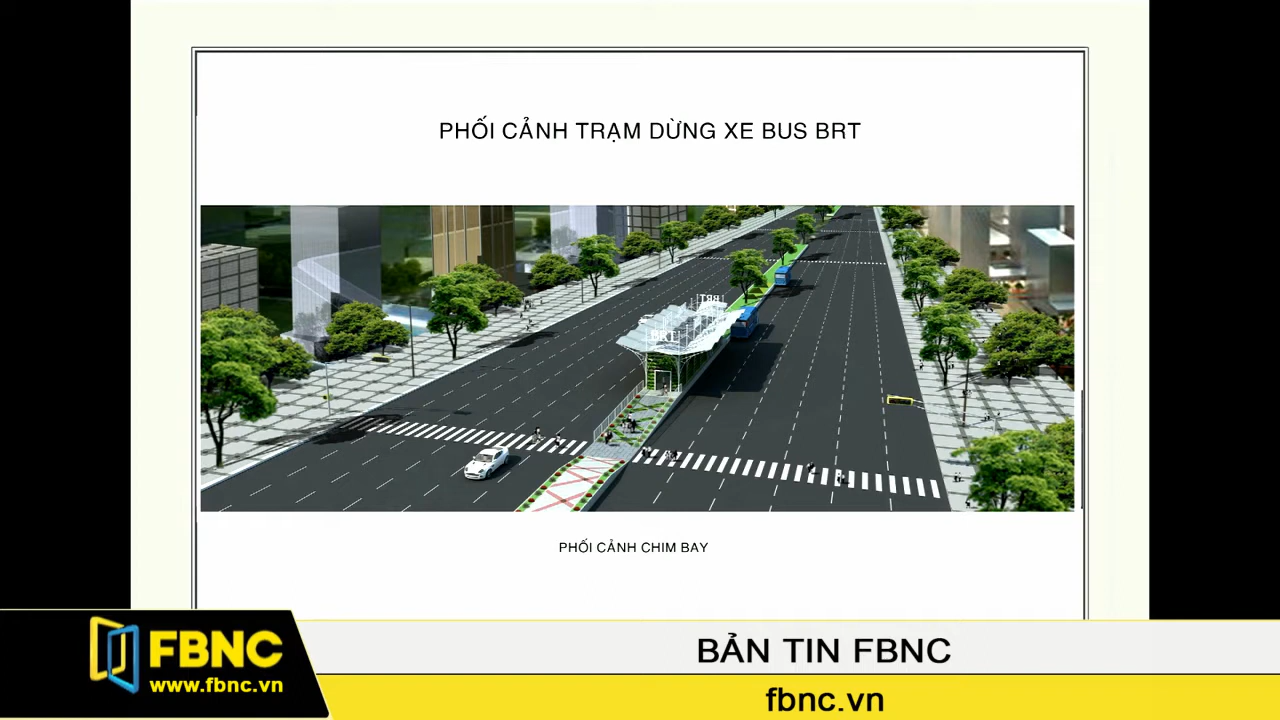 PHỐI CẢNH TRẠM DỪNG XE BUS BRT
BRT
BRT
PHỐI CẢNH CHIM BAY
FBNC
www.fbnc.vn
BẢN TIN FBNC
fbnc.vn